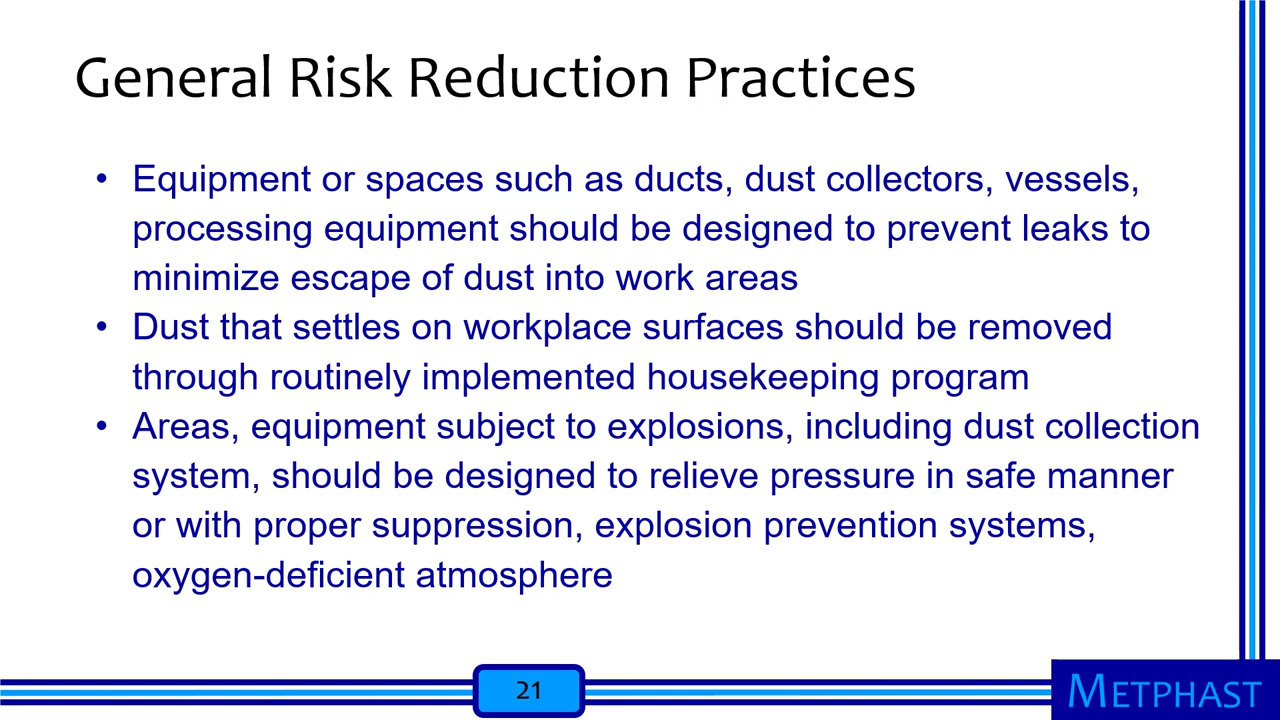 General Risk Reduction Practices
• Equipment or spaces such as ducts, dust collectors, vessels,
processing equipment should be designed to prevent leaks to
minimize escape of dust into work areas
• Dust that settles on workplace surfaces should be removed
through routinely implemented housekeeping program
• Areas, equipment subject to explosions, including dust collection
system, should be designed to relieve pressure in safe manner
or with proper suppression, explosion prevention systems,
oxygen-deficient atmosphere
21
METPHAST